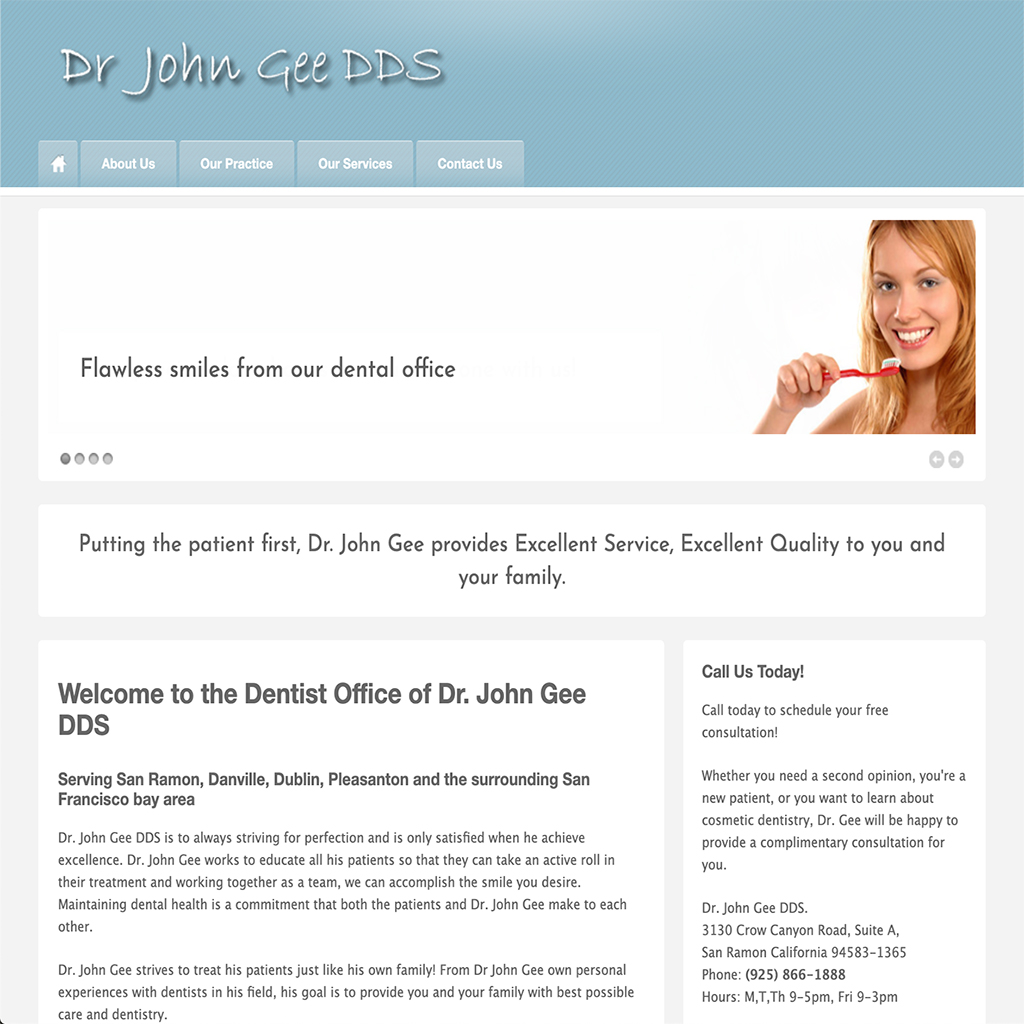 Dr John Gee DDS
About Us
Our Practice
Our Services
Contact Us
Flawless smiles from our dental office
Putting the patient first, Dr. John Gee provides Excellent Service, Excellent Quality to you and
your family.
Welcome to the Dentist Office of Dr. John Gee
DDS
Serving San Ramon, Danville, Dublin, Pleasanton and the surrounding San
Francisco bay area
Dr. John Gee DDS is to always striving for perfection and is only satisfied when he achieve
excellence. Dr. John Gee works to educate all his patients so that they can take an active roll in
their treatment and working together as a team, we can accomplish the smile you desire.
Maintaining dental health is a commitment that both the patients and Dr. John Gee make to each
other.
Dr. John Gee strives to treat his patients just like his own family! From Dr John Gee own personal
experiences with dentists in his field, his goal is to provide you and your family with best possible
care and dentistry.
Call Us Today!
Call today to schedule your free
consultation!
Whether you need a second opinion, you're a
new patient, or you want to learn about
cosmetic dentistry, Dr. Gee will be happy to
provide a complimentary consultation for
you.
Dr. John Gee DDS.
3130 Crow Canyon Road, Suite A,
San Ramon California 94583-1365
Phone: (925) 866-1888
Hours: M,T,Th 9-5pm, Fri 9-3pm